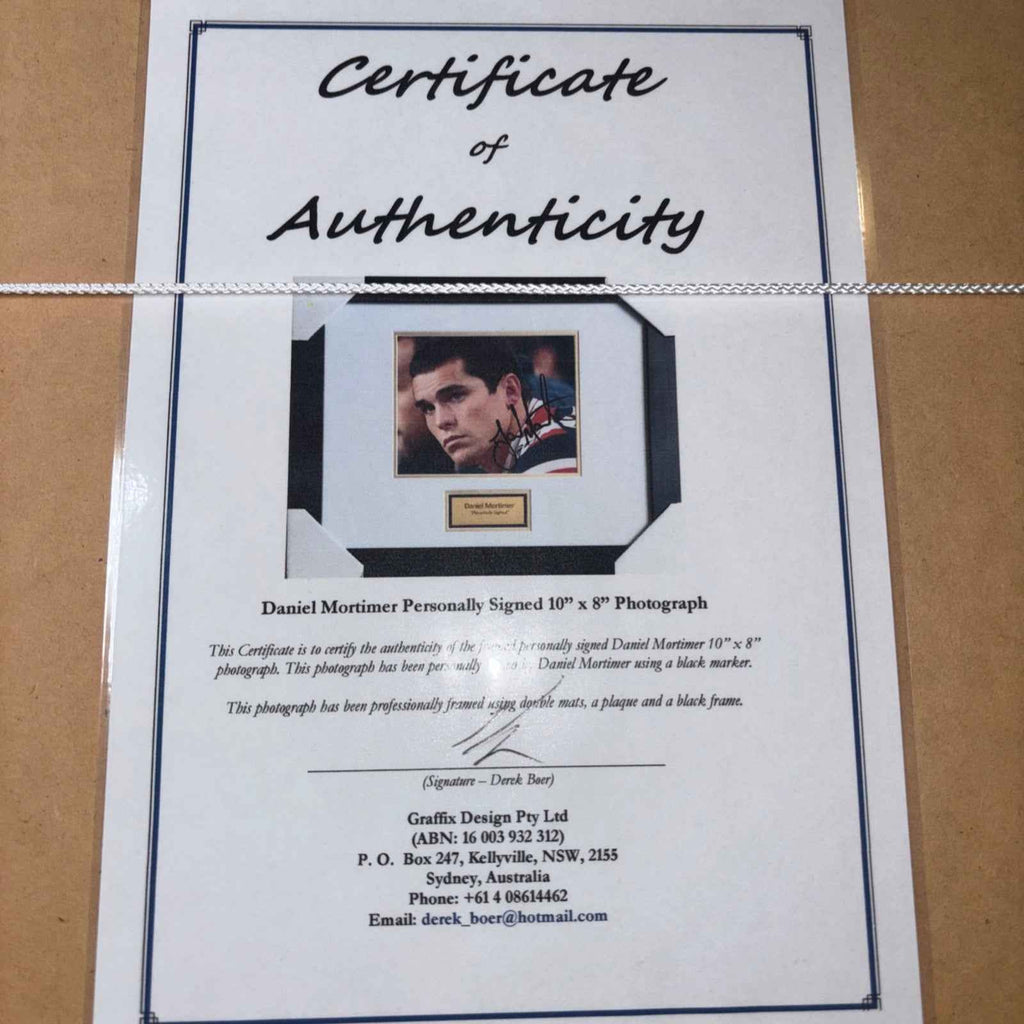 Certificate
of
Authenticity
Daniel Mortimer
Daniel Mortimer Personally Signed 10” x 8” Photograph
This Certificate is to certify the authenticity of the framed personally signed Daniel Mortimer 10” x 8”
photograph. This photograph has been personally Daniel Mortimer using a black marker.
This photograph has been professionally framed using double mats, a plaque and a black frame.
(Signature – Derek Boer)
Graffix Design Pty Ltd
(ABN: 16 003 932 312)
P. O. Box 247, Kellyville, NSW, 2155
Sydney, Australia
Phone: +61 4 08614462
Email: derek_boer@hotmail.com